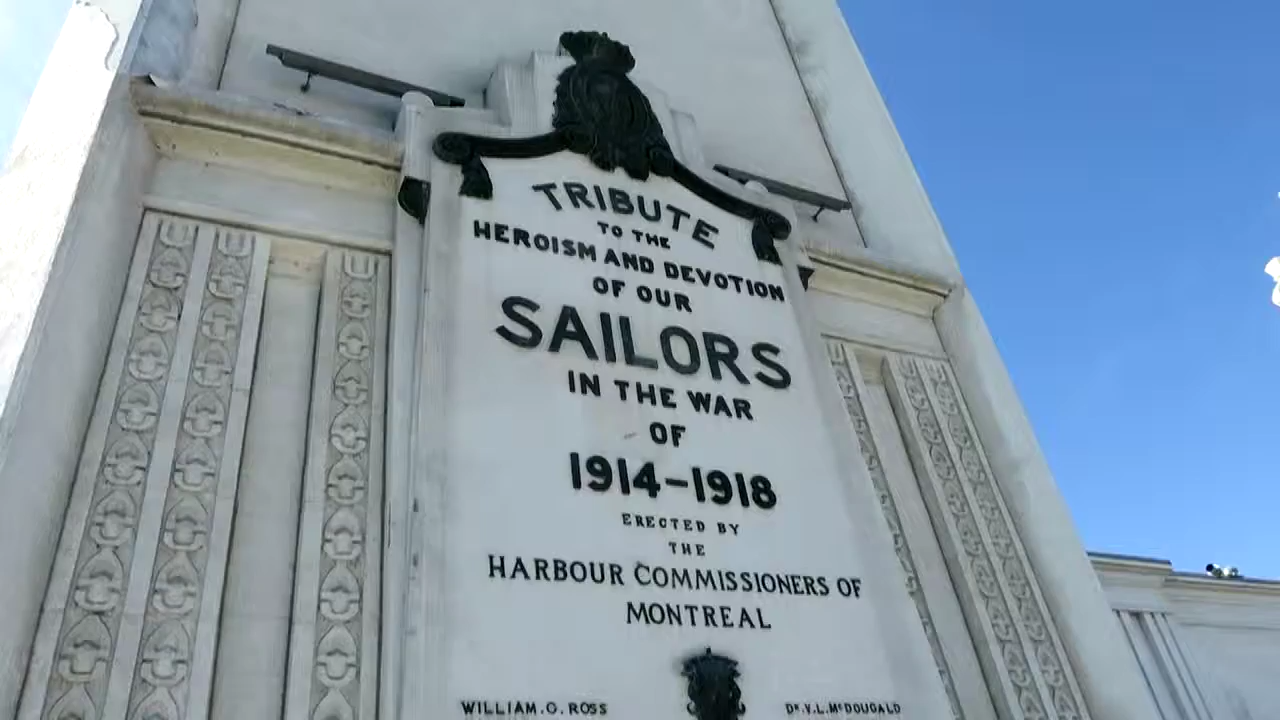 TRIBUTE
TO THE
HEROISM AND DEVOTION
OF OUR
SAILORS
IN THE WAR
OF
1914-1918
ERECTED BY
THE
HARBOUR COMMISSIONERS OF
MONTREAL
WILLIAM.G.ROSS
DR.Y.L.McDOUGALD